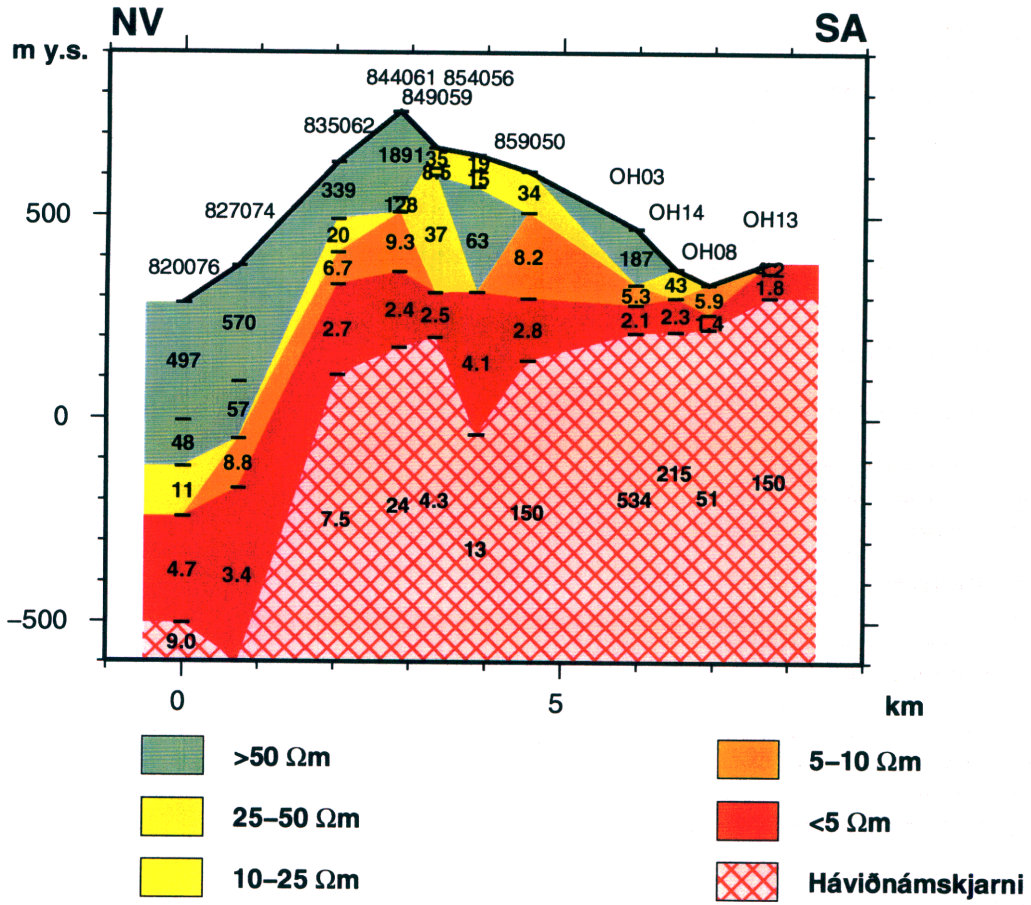 NV SA
m y.s.
844061 854056
849059
835062 859050
OH03
827074 OH14 OH13
OH08
820076
500
0
−500
1891 35 19
8.6 15
339 34
128
20 9.3 37 63 8.2 187
6.7 43 4.3
570 5.3 5.9 1.8
2.7 2.4 2.5 2.8 2.1 2.3 1.4
497 4.1
57
48
8.8
11 215
24 4.3 534 51 150
7.5 150
13
4.7 3.4
9.0
0 5 km
>50 Ωm 5–10 Ωm
25–50 Ωm <5 Ωm
10–25 Ωm Háviðnámskjarni